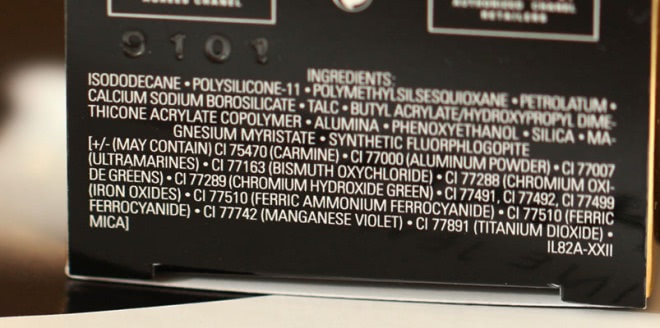 9101
INGREDIENTS:
ISODODECANE • POLYSILICONE-11 • POLYMETHYLSILSESQUIOXANE • PETROLATUM •
CALCIUM SODIUM BOROSILICATE • TALC • BUTYL ACRYLATE/HYDROXYPROPYL DIME-
THICONE ACRYLATE COPOLYMER • ALUMINA • PHENOXYETHANOL • SILICA • MA-
GNESIUM MYRISTATE • SYNTHETIC FLUORPHLOGOPITE
[+/- (MAY CONTAIN) CI 75470 (CARMINE) • CI 77000 (ALUMINUM POWDER) • CI 77007
(ULTRAMARINES) • CI 77163 (BISMUTH OXYCHLORIDE) • CI 77288 (CHROMIUM OXI-
DE GREENS) • CI 77289 (CHROMIUM HYDROXIDE GREEN) • CI 77491, CI 77492, CI 77499
(IRON OXIDES) • CI 77510 (FERRIC AMMONIUM FERROCYANIDE) • CI 77510 (FERRIC
FERROCYANIDE) • CI 77742 (MANGANESE VIOLET) • CI 77891 (TITANIUM DIOXIDE) •
MICA]
IL82A-XXII